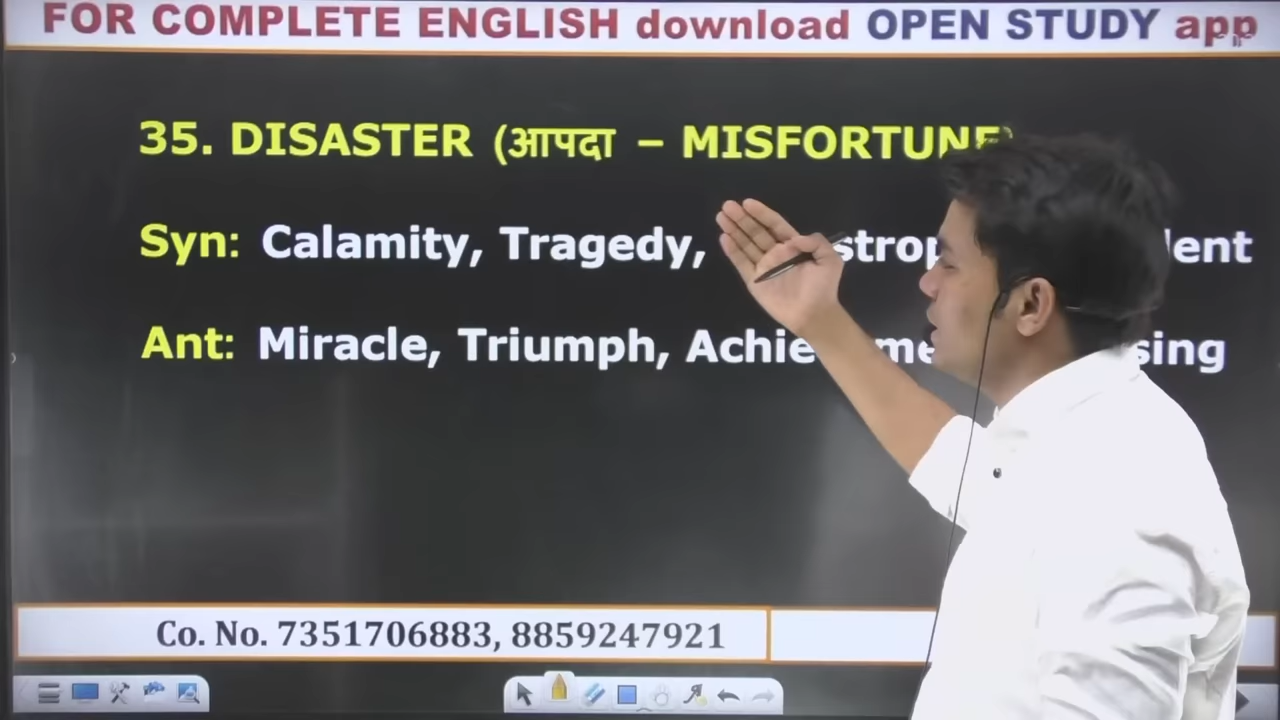 FOR COMPLETE ENGLISH download OPEN STUDY app
35. DISASTER (आपदा – MISFORTUNE)
Syn: Calamity, Tragedy,
Ant: Miracle, Triumph,
Co. No. 7351706883, 8859247921